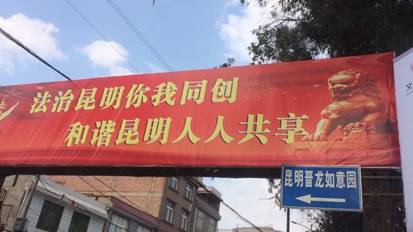 法治昆明你我同创
和谐昆明人人共享
昆明晋龙如意园